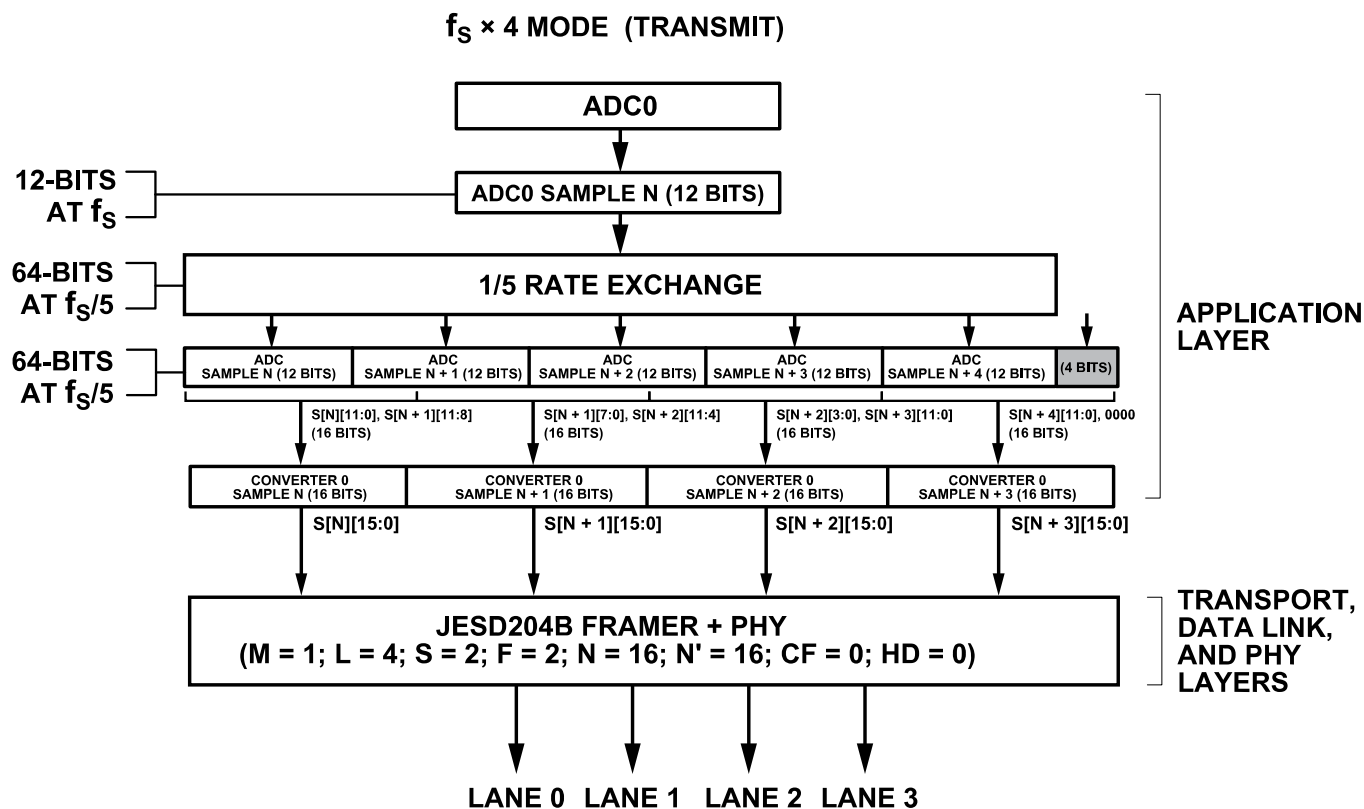 fS × 4 MODE (TRANSMIT)
ADC0
12-BITS
AT fS
ADC0 SAMPLE N (12 BITS)
64-BITS
AT fS/5
1/5 RATE EXCHANGE
APPLICATION
LAYER
64-BITS
AT fS/5
ADC
SAMPLE N (12 BITS)
ADC
SAMPLE N + 1 (12 BITS)
ADC
SAMPLE N + 2 (12 BITS)
ADC
SAMPLE N + 3 (12 BITS)
ADC
SAMPLE N + 4 (12 BITS)
(4 BITS)
S[N][11:0], S[N + 1][11:8]
(16 BITS)
S[N + 1][7:0], S[N + 2][11:4]
(16 BITS)
S[N + 2][3:0], S[N + 3][11:0]
(16 BITS)
S[N + 4][11:0], 0000
(16 BITS)
CONVERTER 0
SAMPLE N (16 BITS)
CONVERTER 0
SAMPLE N + 1 (16 BITS)
CONVERTER 0
SAMPLE N + 2 (16 BITS)
CONVERTER 0
SAMPLE N + 3 (16 BITS)
S[N][15:0]
S[N + 1][15:0]
S[N + 2][15:0]
S[N + 3][15:0]
JESD204B FRAMER + PHY
(M = 1; L = 4; S = 2; F = 2; N = 16; N' = 16; CF = 0; HD = 0)
TRANSPORT,
DATA LINK,
AND PHY
LAYERS
LANE 0
LANE 1
LANE 2
LANE 3